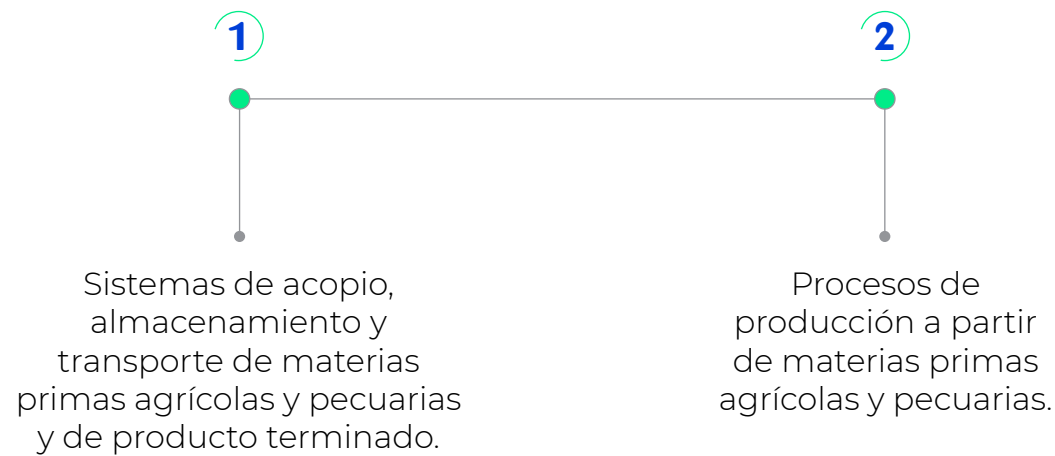 1
Sistemas de acopio,
almacenamiento y
transporte de materias
primas agrícolas y pecuarias
y de producto terminado.
2
Procesos de
producción a partir
de materias primas
agrícolas y pecuarias.